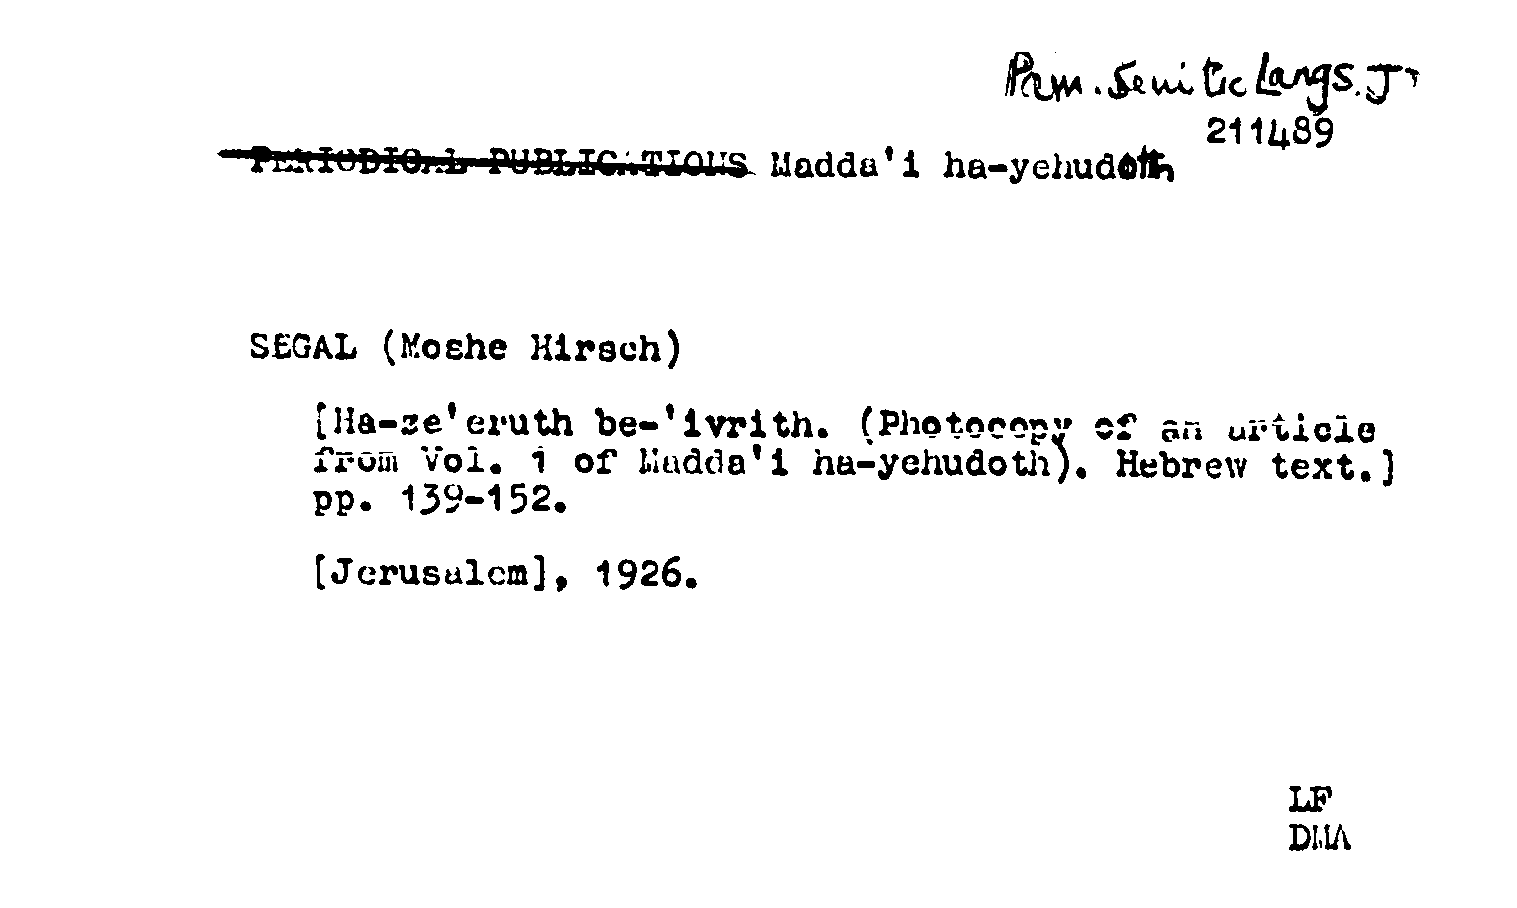 Pam. Semitic Langs. J
211489
PERIODICAL PUBLICATIONS Madda'i ha-yehudoth
SEGAL (Moshe Hirsch)
[Ha-ze'eruth be-'ivrith. (Photocopy of an article
from Vol. 1 of Madda'i ha-yehudoth). Hebrew text.]
pp. 139-152.
[Jerusalem], 1926.
LF
DMA